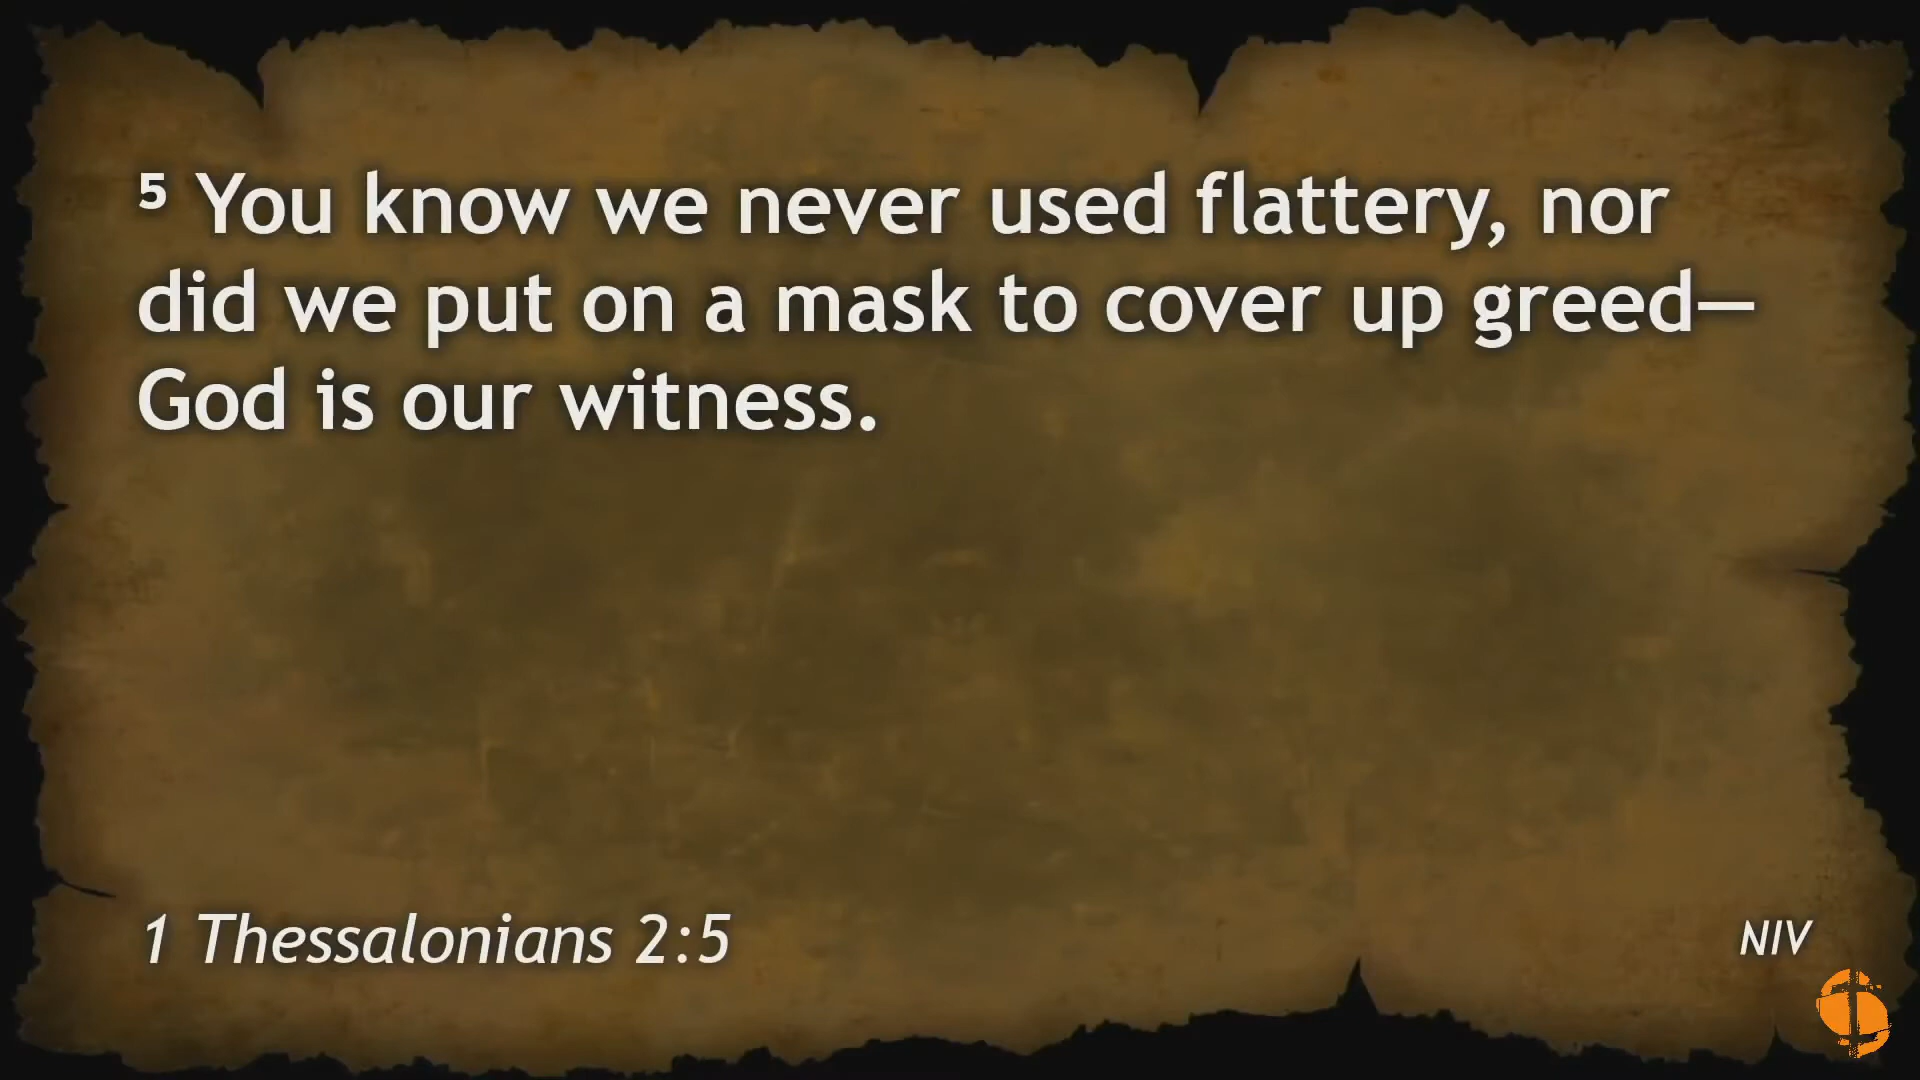 ⁵ You know we never used flattery, nor
did we put on a mask to cover up greed—
God is our witness.
1 Thessalonians 2:5
NIV